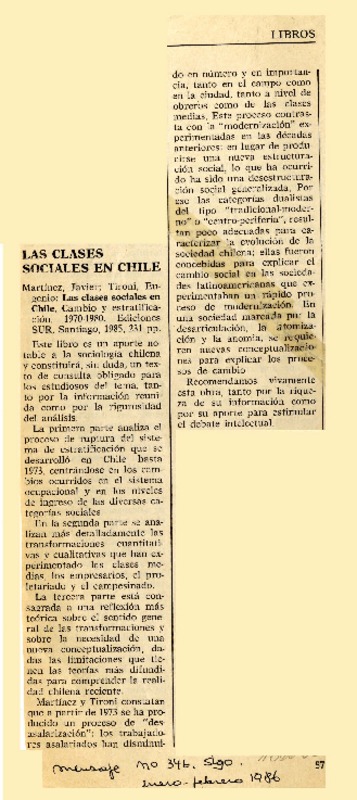 LIBROS
LAS CLASES
SOCIALES EN CHILE
Martínez, Javier; Tironi, Eu-
genio: Las clases sociales en
Chile. Cambio y estratifica-
ción, 1970-1980, Ediciones
SUR, Santiago, 1985, 231 pp.
Este libro es un aporte no-
table a la sociología chilena
y constituirá, sin duda, un tex-
to de consulta obligado para
los estudiosos del tema, tan-
to por la información reuni-
da como por la rigurosidad
del análisis.
La primera parte analiza el
proceso de ruptura del siste-
ma de estratificación que se
desarrolló en Chile hasta
1973, centrándose en los cam-
bios ocurridos en el sistema
ocupacional y en los niveles
de ingreso de las diversas ca-
tegorías sociales.
En la segunda parte se ana-
lizan más detalladamente las
transformaciones cuantitati-
vas y cualitativas que han ex-
perimentado las clases me-
dias, los empresarios, el pro-
letariado y el campesinado.
La tercera parte está con-
sagrada a una reflexión más
teórica sobre el sentido gene-
ral de las transformaciones y
sobre la necesidad de una
nueva conceptualización, da-
das las limitaciones que tie-
nen las teorías más difundi-
das para comprender la reali-
dad chilena reciente.
Martínez y Tironi constatan
que a partir de 1973 se ha pro-
ducido un proceso de "des-
asalarización": los trabajado-
res asalariados han disminui-
do en número y en importan-
cia, tanto en el campo como
en la ciudad, tanto a nivel de
obreros como de las clases
medias. Este proceso contras-
ta con la "modernización" ex-
perimentadas en las décadas
anteriores: en lugar de produ-
cirse una nueva estructura-
ción social, lo que ha ocurri-
do ha sido una desestructura-
ción social generalizada. Por
eso las categorías dualistas
del tipo "tradicional-moder-
no" o "centro-periferia", resul-
tan poco adecuadas para ca-
racterizar la evolución de la
sociedad chilena; ellas fueron
concebidas para explicar el
cambio social en las socieda-
des latinoamericanas que ex-
perimentaban un rápido pro-
ceso de modernización. En
una sociedad marcada por la
desarticulación, la atomiza-
ción y la anomia, se requie-
ren nuevas conceptualizacio-
nes para explicar los proce-
sos de cambio.
Recomendamos vivamente
esta obra, tanto por la rique-
za de su información como
por su aporte para estimular
el debate intelectual.
57
mensaje no 346. Stgo.
enero-febrero 1986